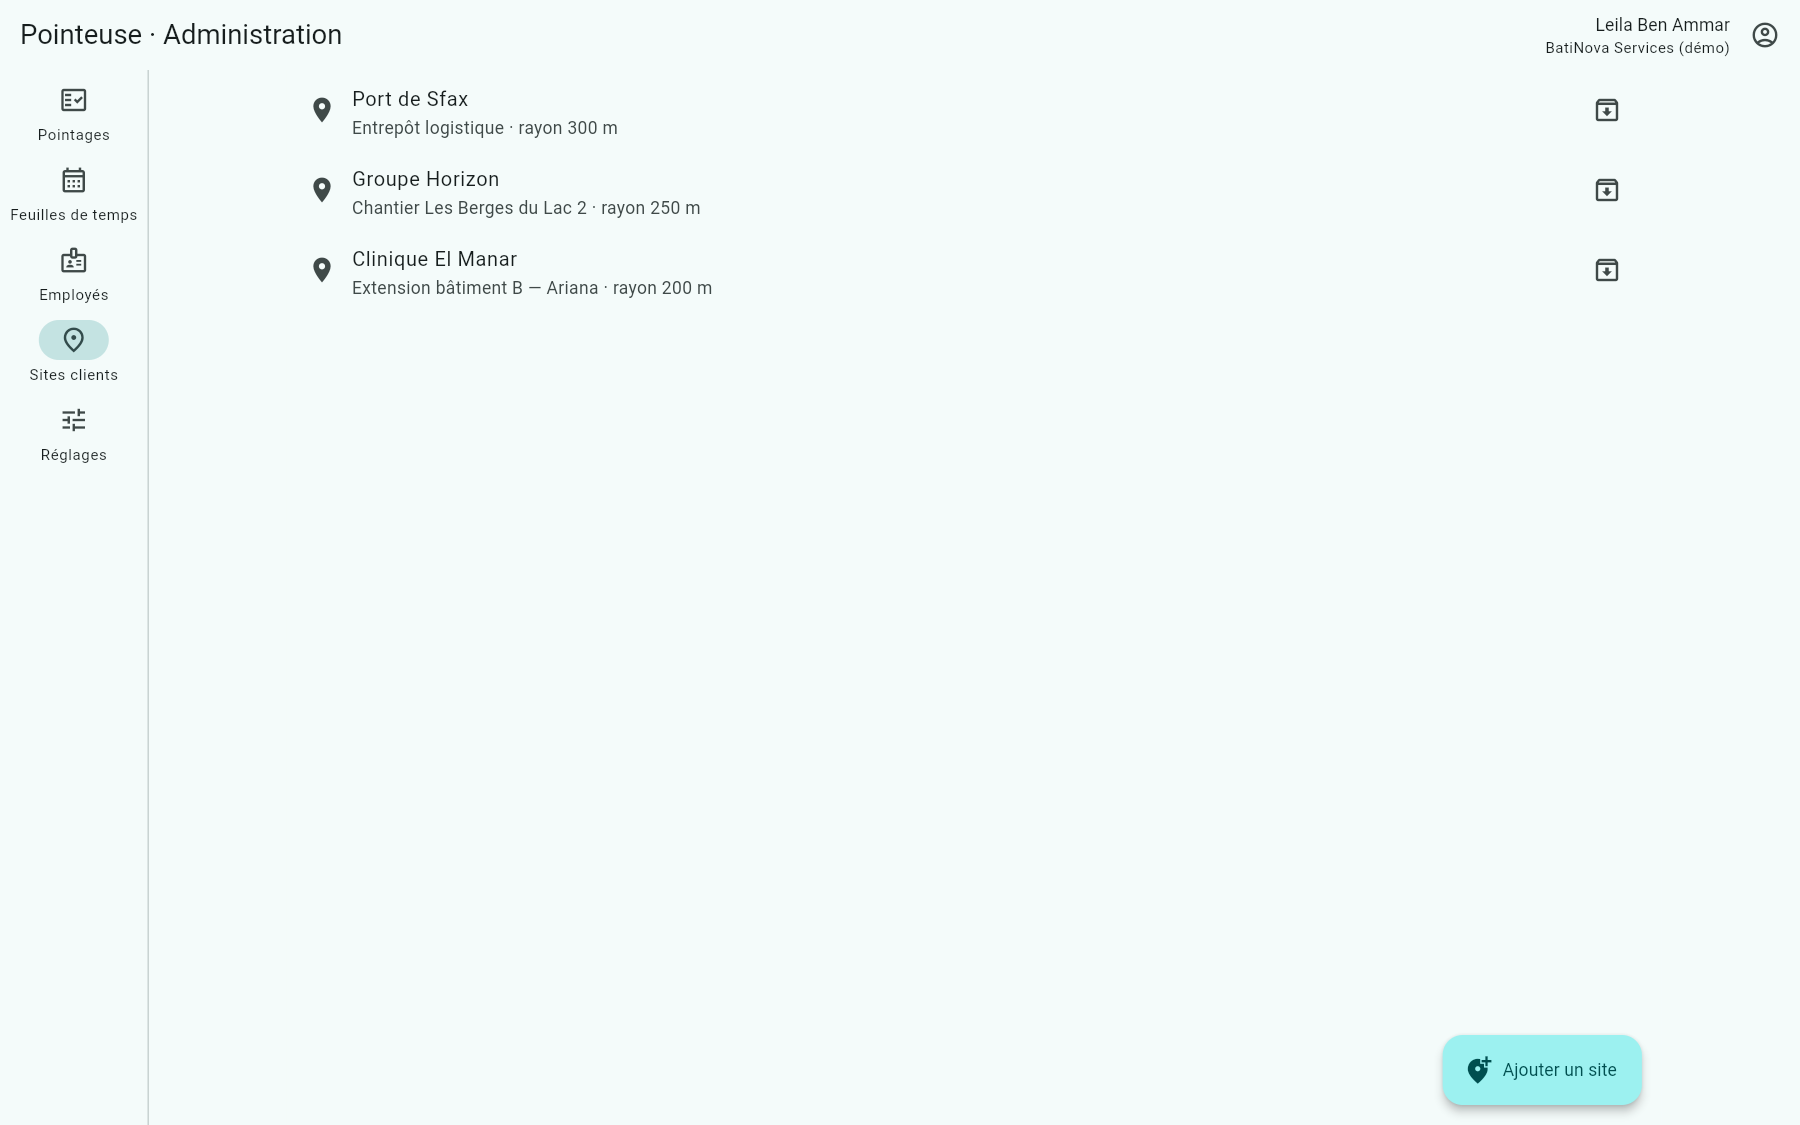 Pointeuse · Administration
Leila Ben Ammar
BatiNova Services (démo)
Pointages
Feuilles de temps
Employés
Sites clients
Réglages
Port de Sfax
Entrepôt logistique · rayon 300 m
Groupe Horizon
Chantier Les Berges du Lac 2 · rayon 250 m
Clinique El Manar
Extension bâtiment B — Ariana · rayon 200 m
Ajouter un site